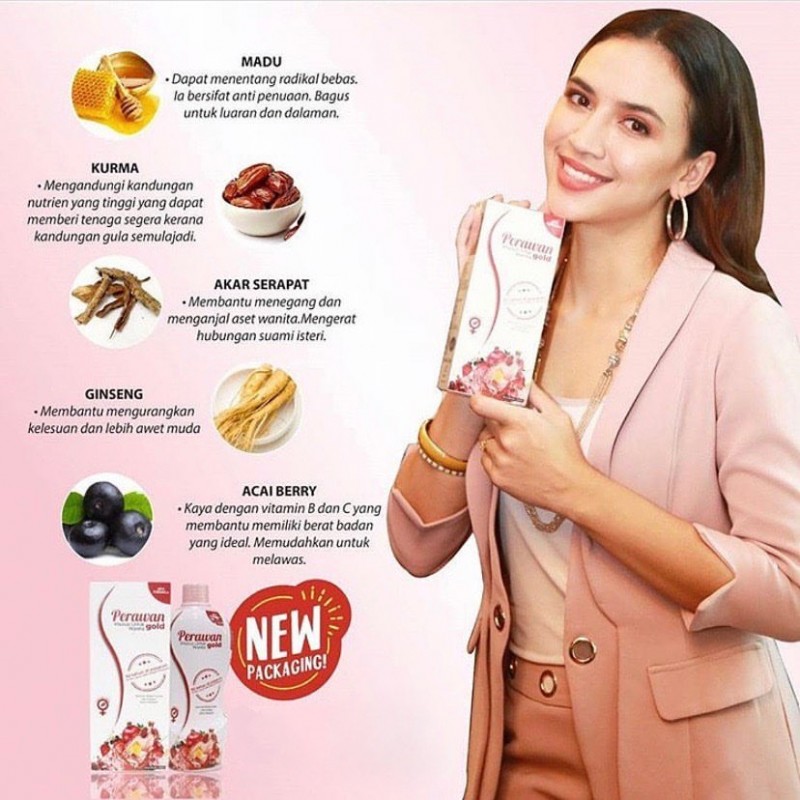 MADU
• Dapat menentang radikal bebas.
Ia bersifat anti penuaan. Bagus
untuk luaran dan dalaman.
KURMA
• Mengandungi kandungan
nutrien yang tinggi yang dapat
memberi tenaga segera kerana
kandungan gula semulajadi.
AKAR SERAPAT
• Membantu menegang dan
menganjal aset wanita.Mengerat
hubungan suami isteri.
GINSENG
• Membantu mengurangkan
kelesuan dan lebih awet muda
ACAI BERRY
• Kaya dengan vitamin B dan C yang
membantu memiliki berat badan
yang ideal. Memudahkan untuk
melawas.
Perawan
gold
Perawan
gold
Perawan
gold
NEW
PACKAGING!